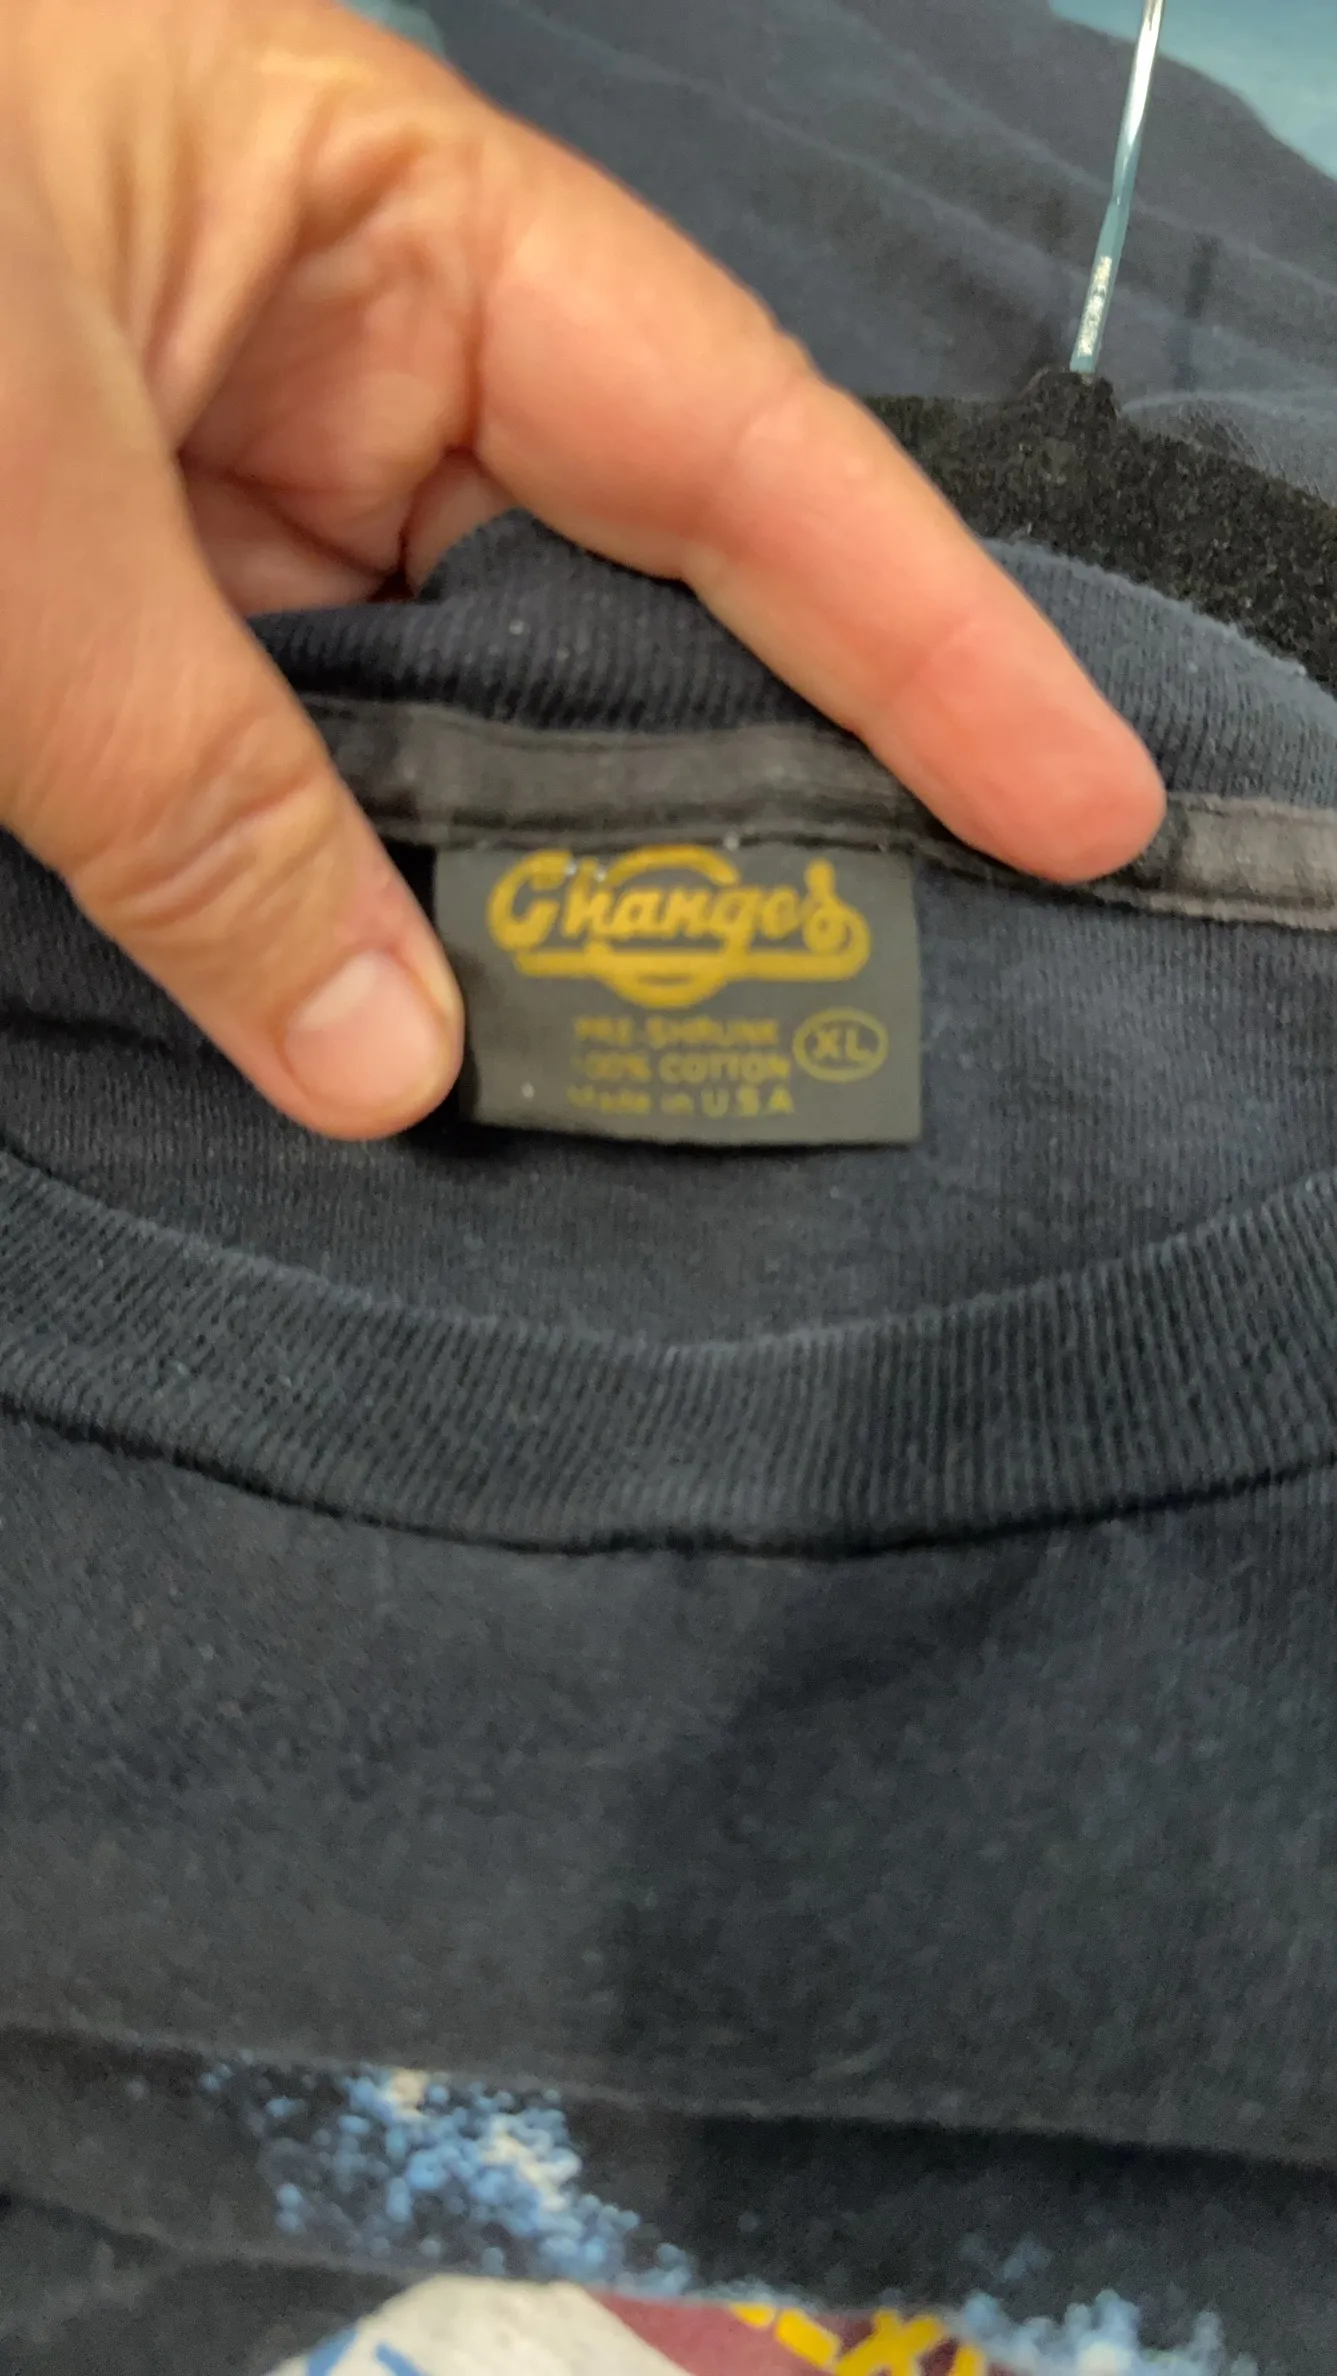 Changes
PRE-SHRUNK
100% COTTON
XL
Made in U.S.A